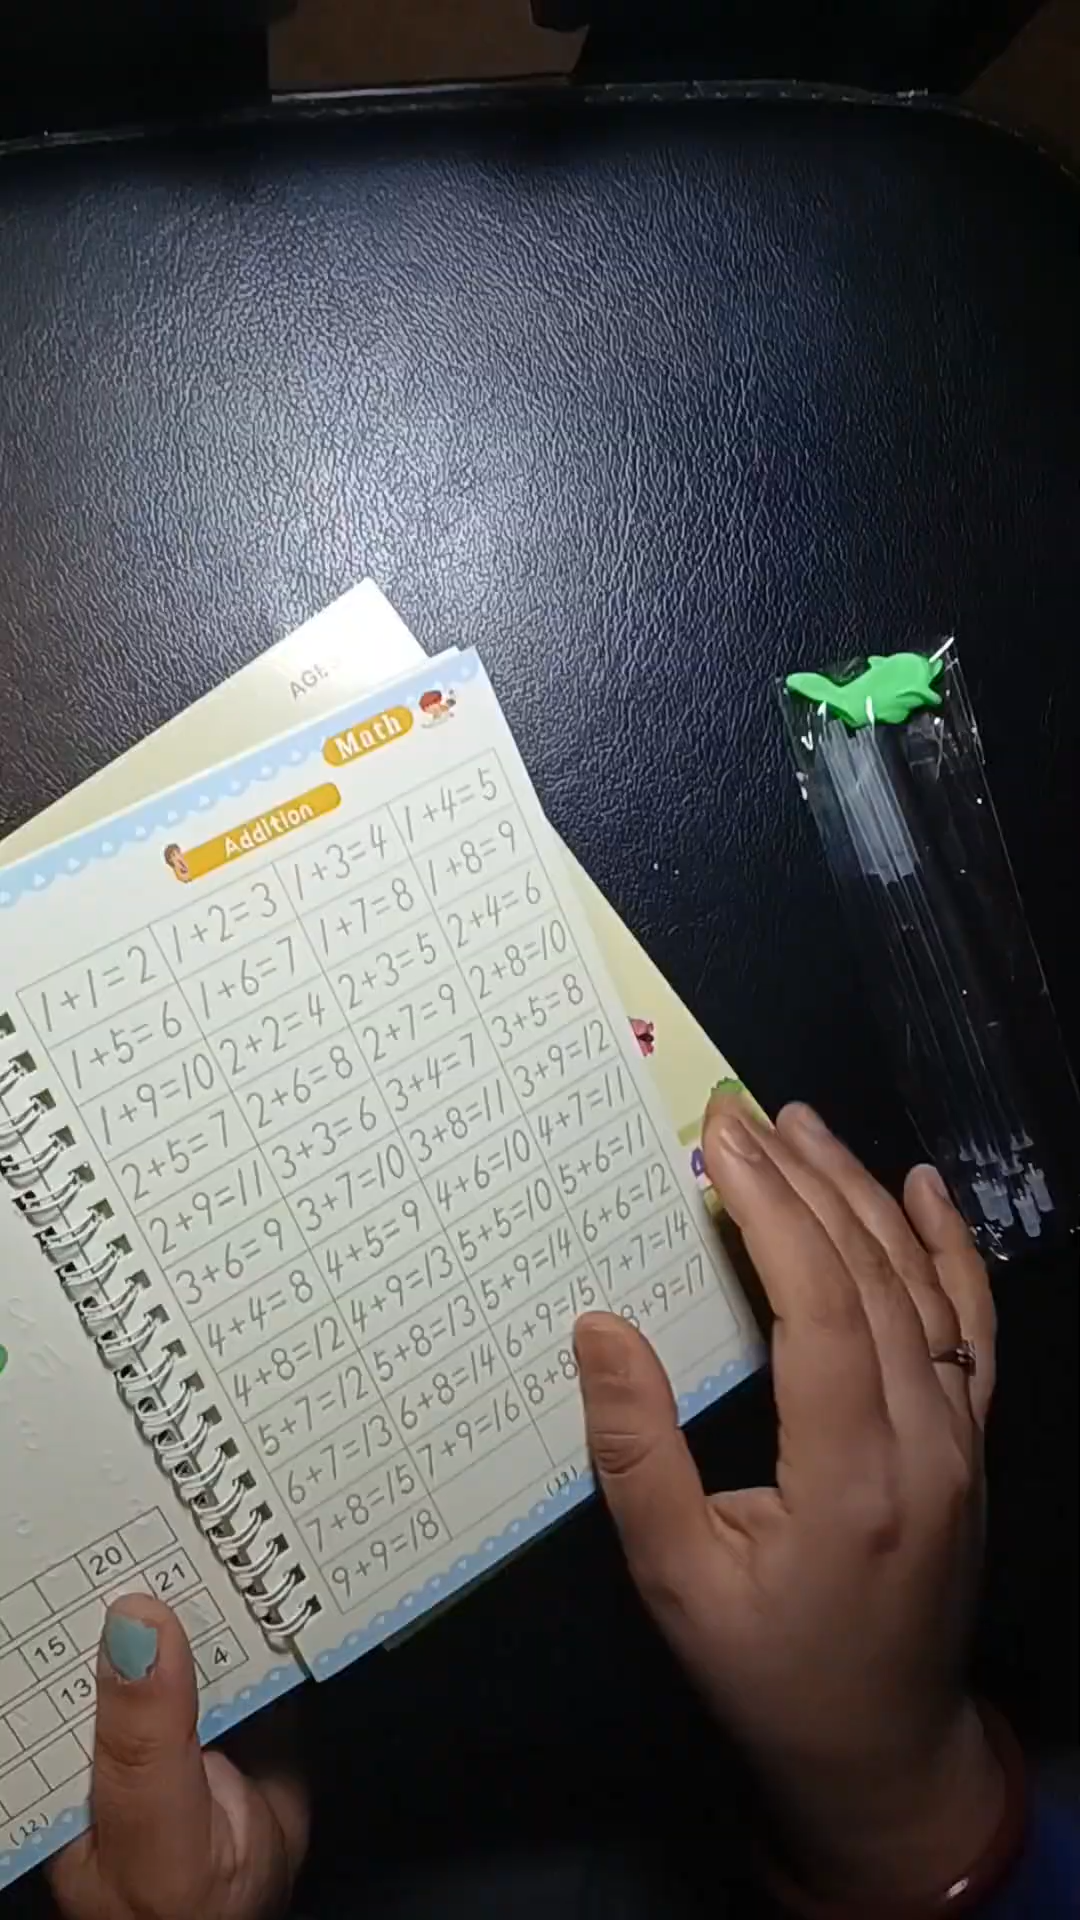 AGE
Math
Addition
1+1=2 1+2=3 1+3=4 1+4=5
1+5=6 1+6=7 1+7=8 1+8=9
1+9=10 2+2=4 2+3=5 2+4=6
2+5=7 2+6=8 2+7=9 2+8=10
2+9=11 3+3=6 3+4=7 3+5=8
3+6=9 3+7=10 3+8=11 3+9=12
4+4=8 4+5=9 4+6=10 4+7=11
4+8=12 4+9=13 5+5=10 5+6=11
5+7=12 5+8=13 5+9=14 6+6=12
6+7=13 6+8=14 6+9=15 7+7=14
7+8=15 7+9=16 8+8 8+9=17
9+9=18
(13)
20
21
15
4
13
(12)